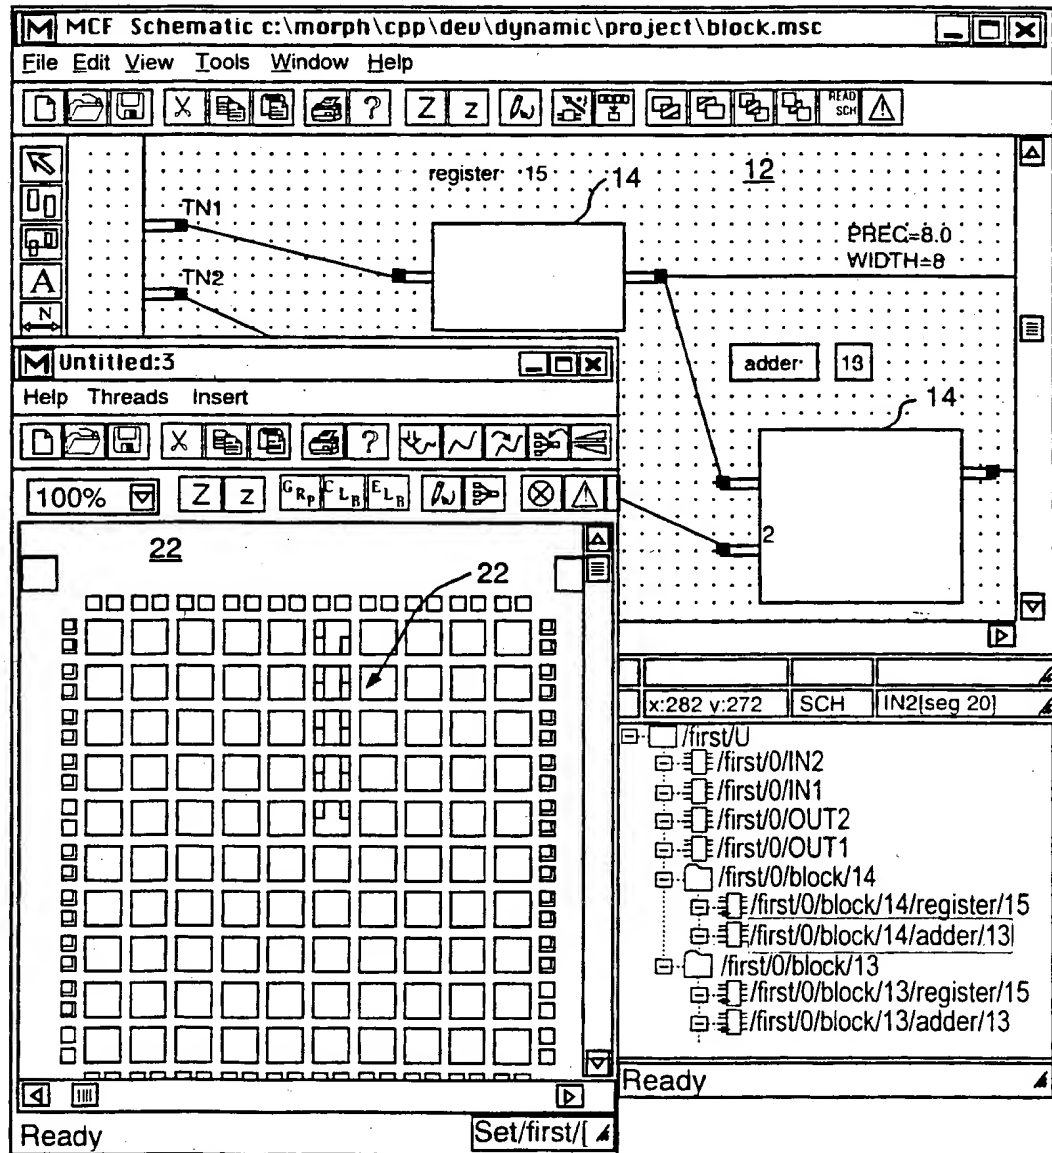 MCF Schematic c:\morph\cpp\dev\dynamic\project\block.msc
File Edit View Tools Window Help
? Z z READ SCH
register 15
14
12
TN1
PREC=8.0
WIDTH=8
TN2
A
N
adder 13
14
2
Untitled:3
Help Threads Insert
?
100% Z z GRP CLB ELB
22
22
x:282 y:272 SCH IN2[seg 20]
/first/U
/first/0/IN2
/first/0/IN1
/first/0/OUT2
/first/0/OUT1
/first/0/block/14
/first/0/block/14/register/15
/first/0/block/14/adder/13
/first/0/block/13
/first/0/block/13/register/15
/first/0/block/13/adder/13
Ready
Ready Set/first/[